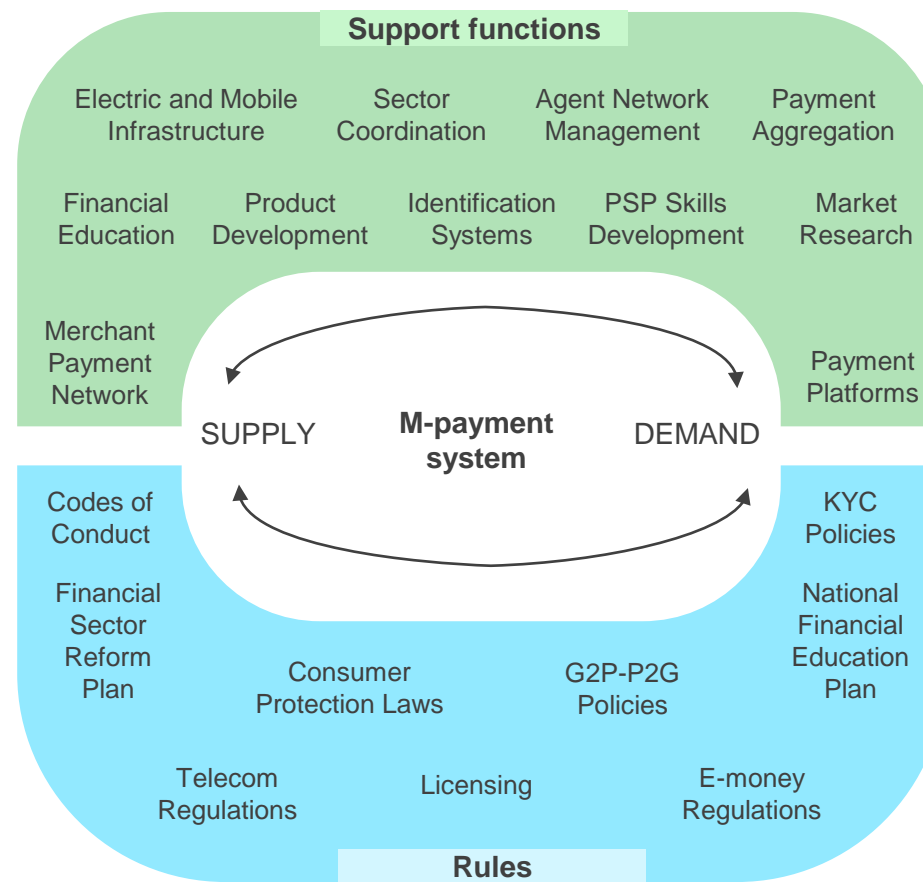 Support functions
Electric and Mobile
Infrastructure
Sector
Coordination
Agent Network
Management
Payment
Aggregation
Financial
Education
Product
Development
Identification
Systems
PSP Skills
Development
Market
Research
Merchant
Payment
Network
Payment
Platforms
SUPPLY
M-payment
system
DEMAND
Codes of
Conduct
KYC
Policies
Financial
Sector
Reform
Plan
National
Financial
Education
Plan
Consumer
Protection Laws
G2P-P2G
Policies
Telecom
Regulations
Licensing
E-money
Regulations
Rules